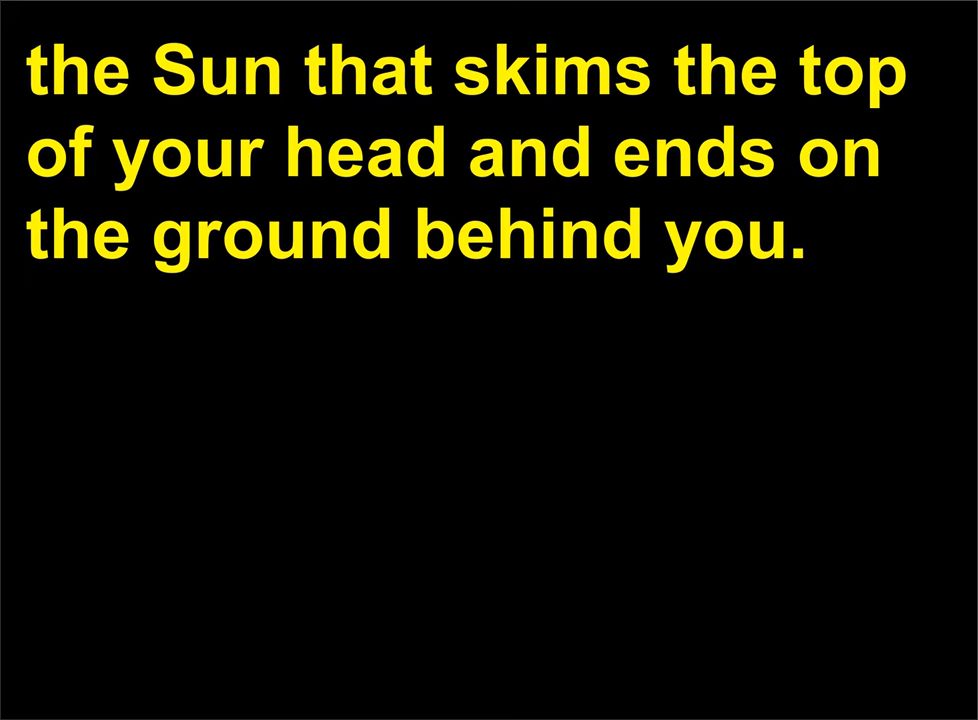 the Sun that skims the top
of your head and ends on
the ground behind you.